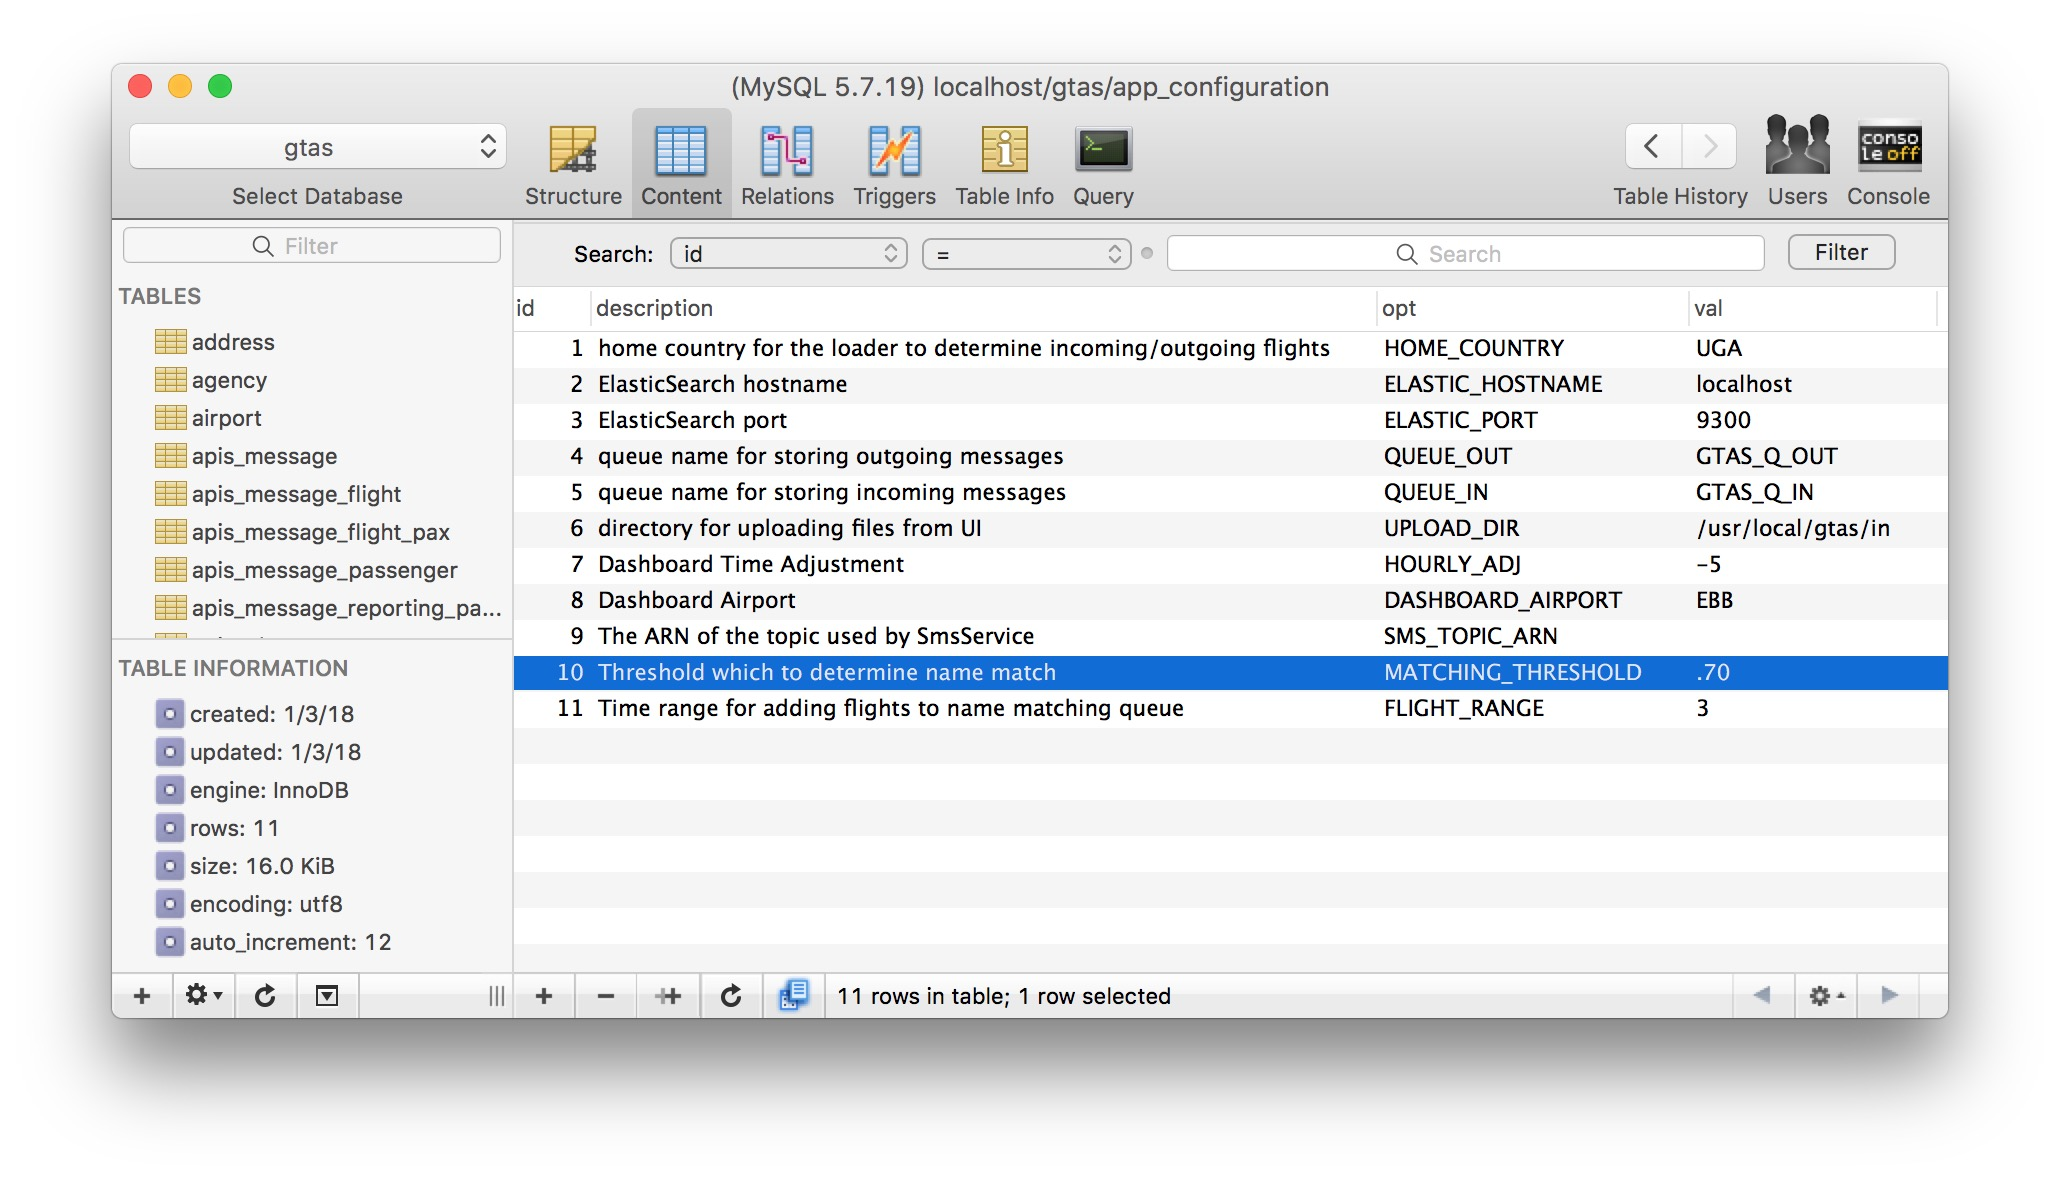 (MySQL 5.7.19) localhost/gtas/app_configuration
gtas
Select Database
Structure
Content
Relations
Triggers
Table Info
Query
Table History
Users
conso
le off
Console
Filter
Search: id = Search Filter
TABLES
address
agency
airport
apis_message
apis_message_flight
apis_message_flight_pax
apis_message_passenger
apis_message_reporting_pa...
TABLE INFORMATION
created: 1/3/18
updated: 1/3/18
engine: InnoDB
rows: 11
size: 16.0 KiB
encoding: utf8
auto_increment: 12
id description opt val
1 home country for the loader to determine incoming/outgoing flights HOME_COUNTRY UGA
2 ElasticSearch hostname ELASTIC_HOSTNAME localhost
3 ElasticSearch port ELASTIC_PORT 9300
4 queue name for storing outgoing messages QUEUE_OUT GTAS_Q_OUT
5 queue name for storing incoming messages QUEUE_IN GTAS_Q_IN
6 directory for uploading files from UI UPLOAD_DIR /usr/local/gtas/in
7 Dashboard Time Adjustment HOURLY_ADJ -5
8 Dashboard Airport DASHBOARD_AIRPORT EBB
9 The ARN of the topic used by SmsService SMS_TOPIC_ARN
10 Threshold which to determine name match MATCHING_THRESHOLD .70
11 Time range for adding flights to name matching queue FLIGHT_RANGE 3
11 rows in table; 1 row selected